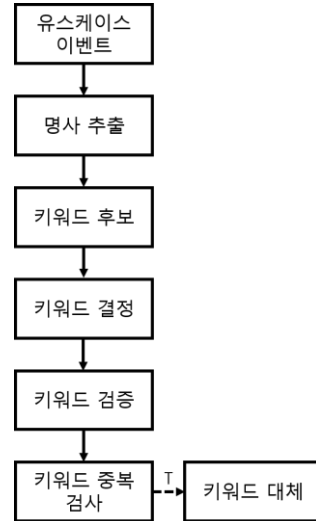 유스케이스
이벤트
명사 추출
키워드 후보
키워드 결정
키워드 검증
키워드 중복
검사
T
키워드 대체